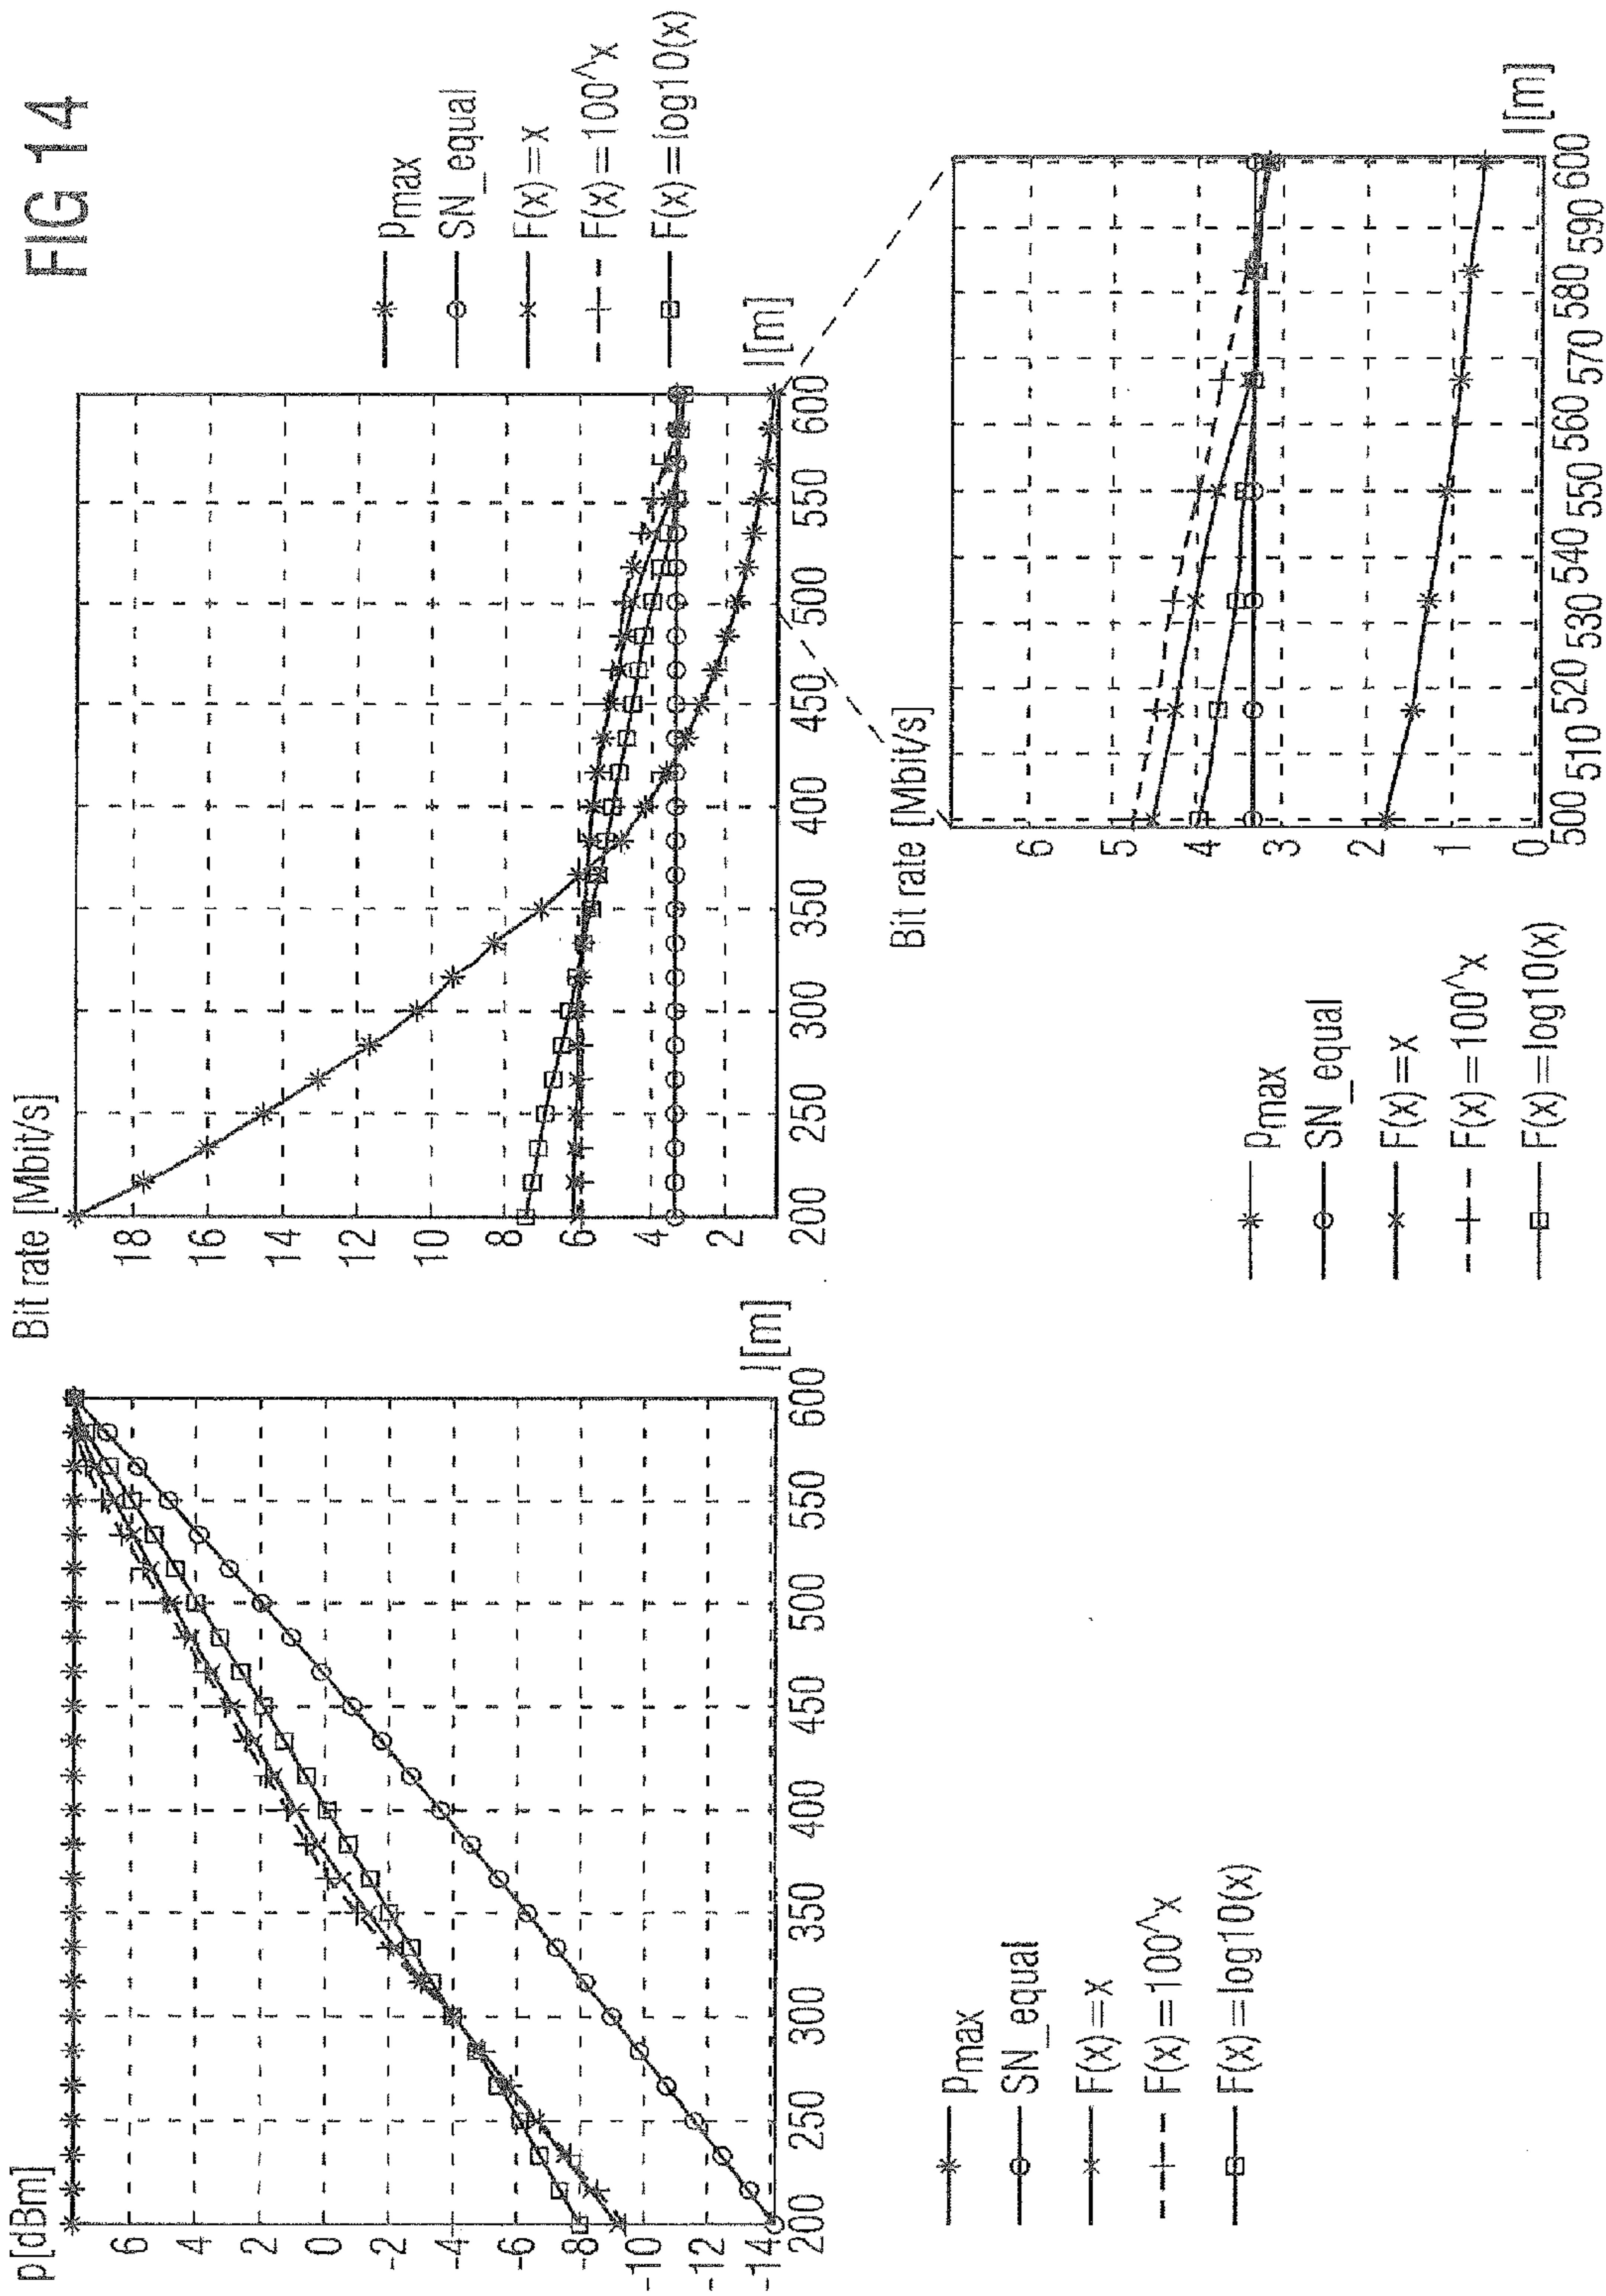 FIG 14
p[dBm]
6
4
0
-2
-4
-6
-8
-10
-12
-14
200 250 300 350 400 450 500 550 600
l[m]
Pmax
SN_equal
F(x)=x
F(x)=100^x
F(x)=log10(x)
Bit rate [Mbit/s]
18
16
14
12
10
8
6
4
2
200 250 300 350 400 450 500 550 600
l[m]
Pmax
SN_equal
F(x)=x
F(x)=100^x
F(x)=log10(x)
Bit rate [Mbit/s]
6
5
4
3
2
1
0
500 510 520 530 540 550 560 570 580 590 600
l[m]
Pmax
SN_equal
F(x)=x
F(x)=100^x
F(x)=log10(x)